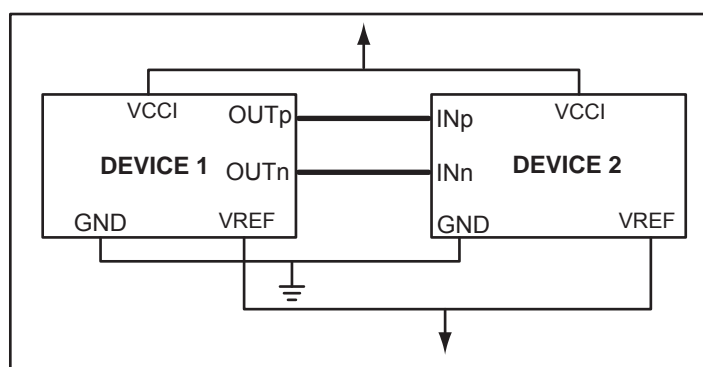 VCCI
OUTp
DEVICE 1
OUTn
GND
VREF
INp
VCCI
INn
DEVICE 2
GND
VREF